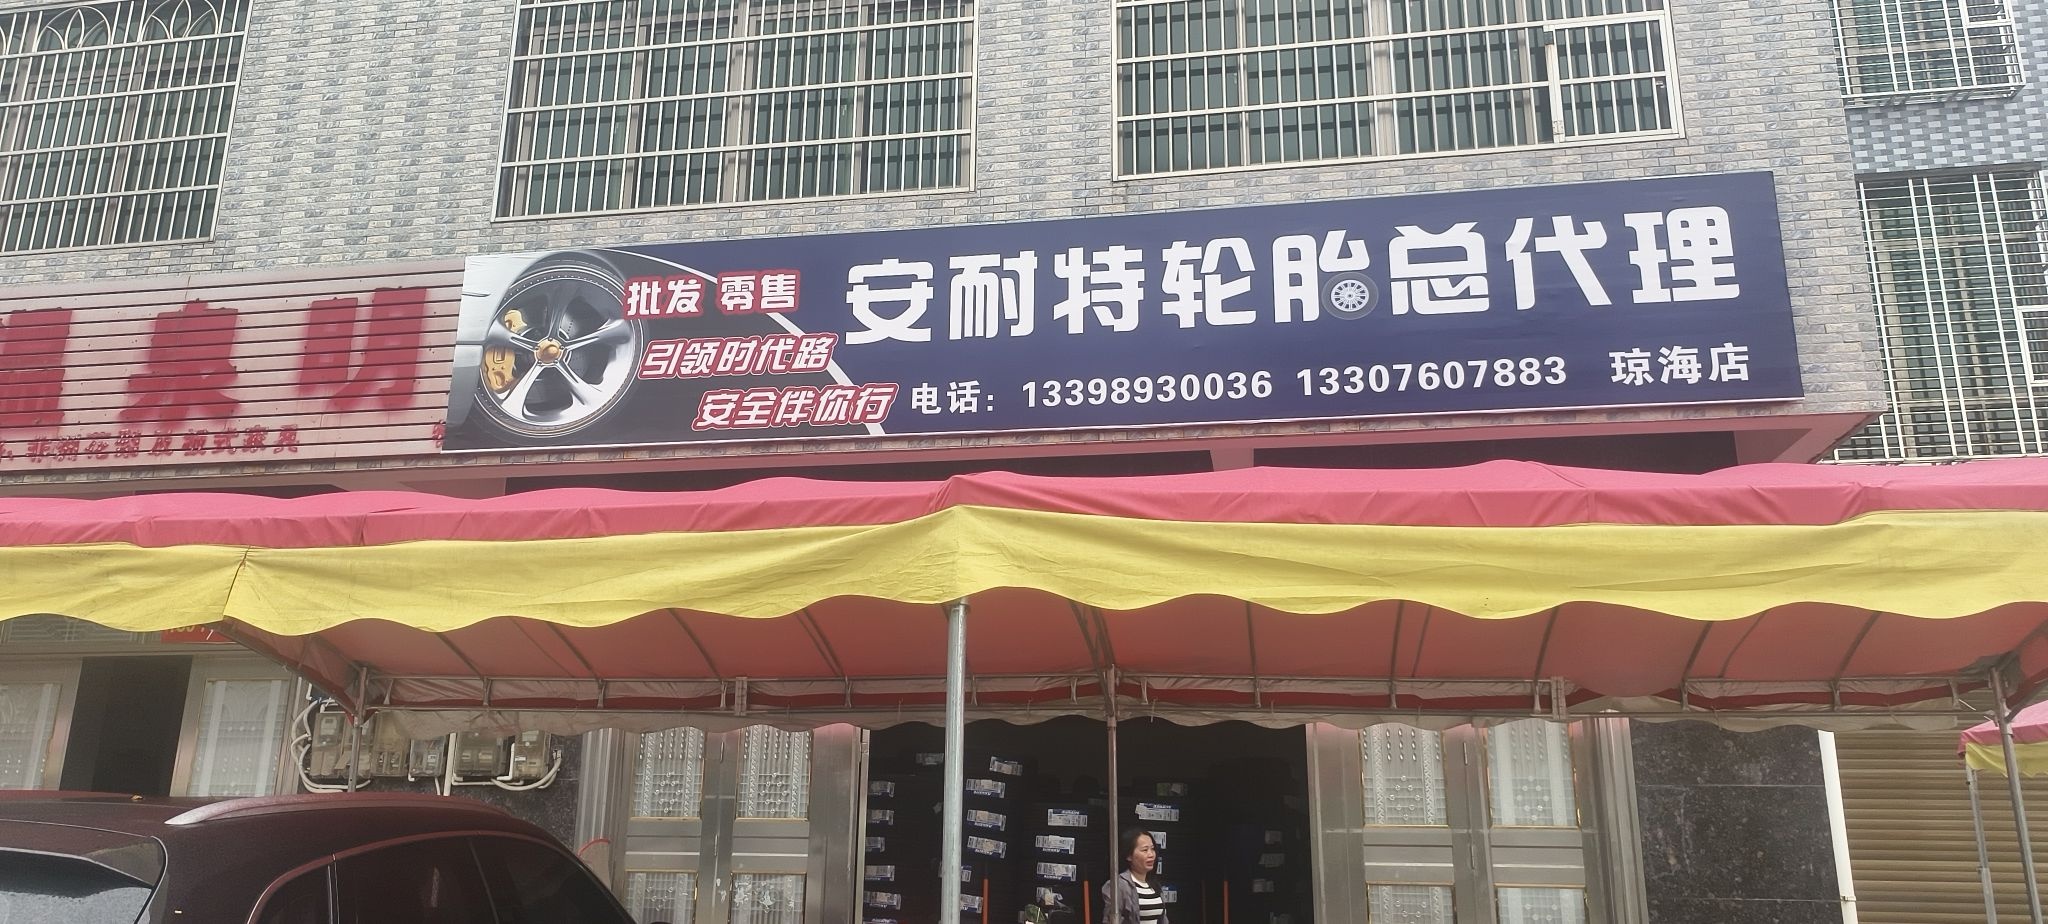 批发 零售
引领时代路
安全伴你行
安耐特轮胎总代理
电话：13398930036 13307607883 琼海店
泉明